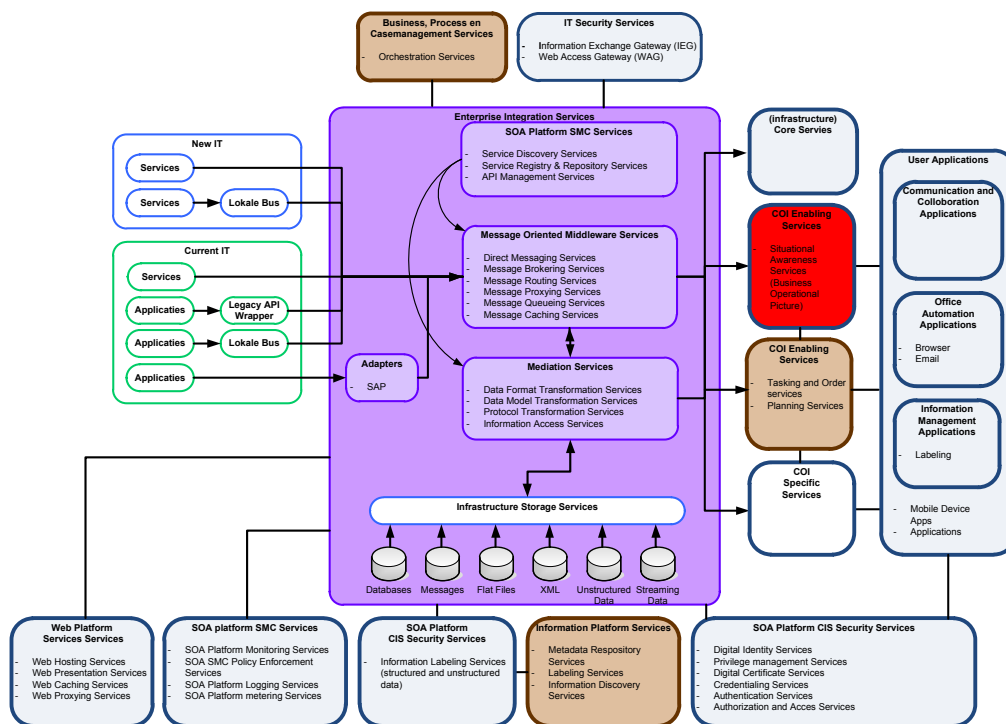 Business, Process en
Casemanagement Services
- Orchestration Services
IT Security Services
- Information Exchange Gateway (IEG)
- Web Access Gateway (WAG)
Enterprise Integration Services
SOA Platform SMC Services
- Service Discovery Services
- Service Registry & Repository Services
- API Management Services
New IT
Services
Services
Lokale Bus
Current IT
Services
Applicaties
Legacy API
Wrapper
Applicaties
Lokale Bus
Applicaties
Adapters
- SAP
Message Oriented Middleware Services
- Direct Messaging Services
- Message Brokering Services
- Message Routing Services
- Message Proxying Services
- Message Queueing Services
- Message Caching Services
Mediation Services
- Data Format Transformation Services
- Data Model Transformation Services
- Protocol Transformation Services
- Information Access Services
Infrastructure Storage Services
Databases
Messages
Flat Files
XML
Unstructured
Data
Streaming
Data
(infrastructure)
Core Servies
COI Enabling
Services
- Situational
Awareness
Services
(Business
Operational
Picture)
COI Enabling
Services
- Tasking and Order
services
- Planning Services
COI
Specific
Services
User Applications
Communication and
Colloboration
Applications
Office
Automation
Applications
- Browser
- Email
Information
Management
Applications
- Labeling
- Mobile Device
Apps
- Applications
Web Platform
Services Services
- Web Hosting Services
- Web Presentation Services
- Web Caching Services
- Web Proxying Services
SOA platform SMC Services
- SOA Platform Monitoring Services
- SOA SMC Policy Enforcement
Services
- SOA Platform Logging Services
- SOA Platform metering Services
SOA Platform
CIS Security Services
- Information Labeling Services
(structured and unstructured
data)
Information Platform Services
- Metadata Respository
Services
- Labeling Services
- Information Discovery
Services
SOA Platform CIS Security Services
- Digital Identity Services
- Privilege management Services
- Digital Certificate Services
- Credentialing Services
- Authentication Services
- Authorization and Acces Services